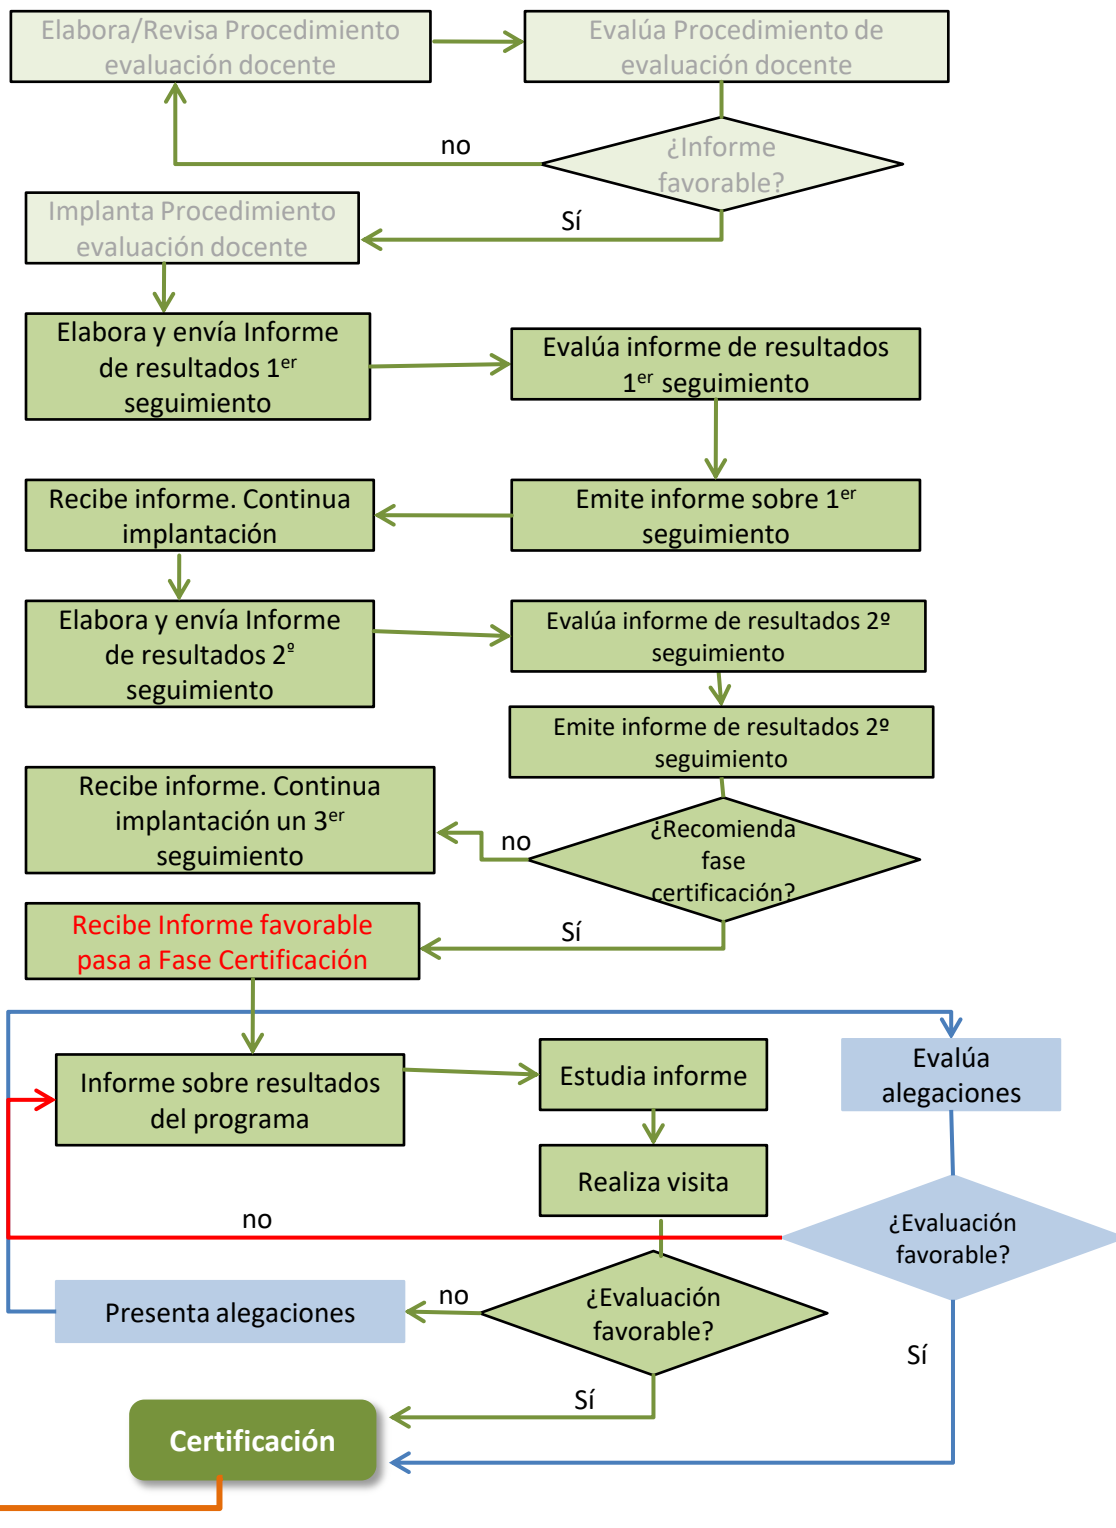 Elabora/Revisa Procedimiento
evaluación docente
Evalúa Procedimiento de
evaluación docente
no
¿Informe
favorable?
Implanta Procedimiento
evaluación docente
Sí
Elabora y envía Informe
de resultados 1er
seguimiento
Evalúa informe de resultados
1er seguimiento
Recibe informe. Continua
implantación
Emite informe sobre 1er
seguimiento
Elabora y envía Informe
de resultados 2º
seguimiento
Evalúa informe de resultados 2º
seguimiento
Emite informe de resultados 2º
seguimiento
Recibe informe. Continua
implantación un 3er
seguimiento
no
¿Recomienda
fase
certificación?
Recibe Informe favorable
pasa a Fase Certificación
Sí
Informe sobre resultados
del programa
Estudia informe
Evalúa
alegaciones
Realiza visita
no
¿Evaluación
favorable?
Presenta alegaciones
no
¿Evaluación
favorable?
Sí
Sí
Certificación